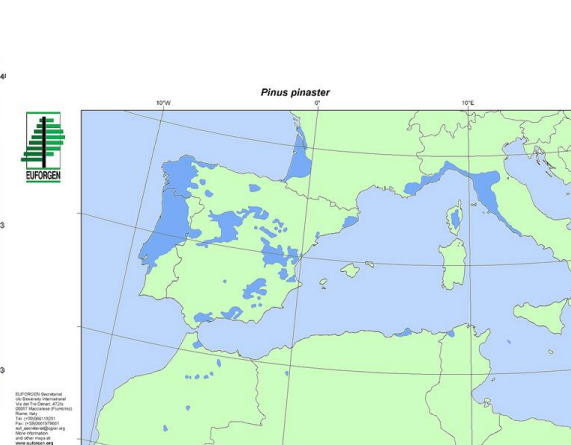 Pinus pinaster
10°W
0°
10°E
EUFORGEN
EUFORGEN Secretariat
c/o Bioversity International
Via dei Tre Denari, 472/a
00057 Maccarese (Fiumicino)
Rome, Italy
More information
and other maps at:
www.euforgen.org